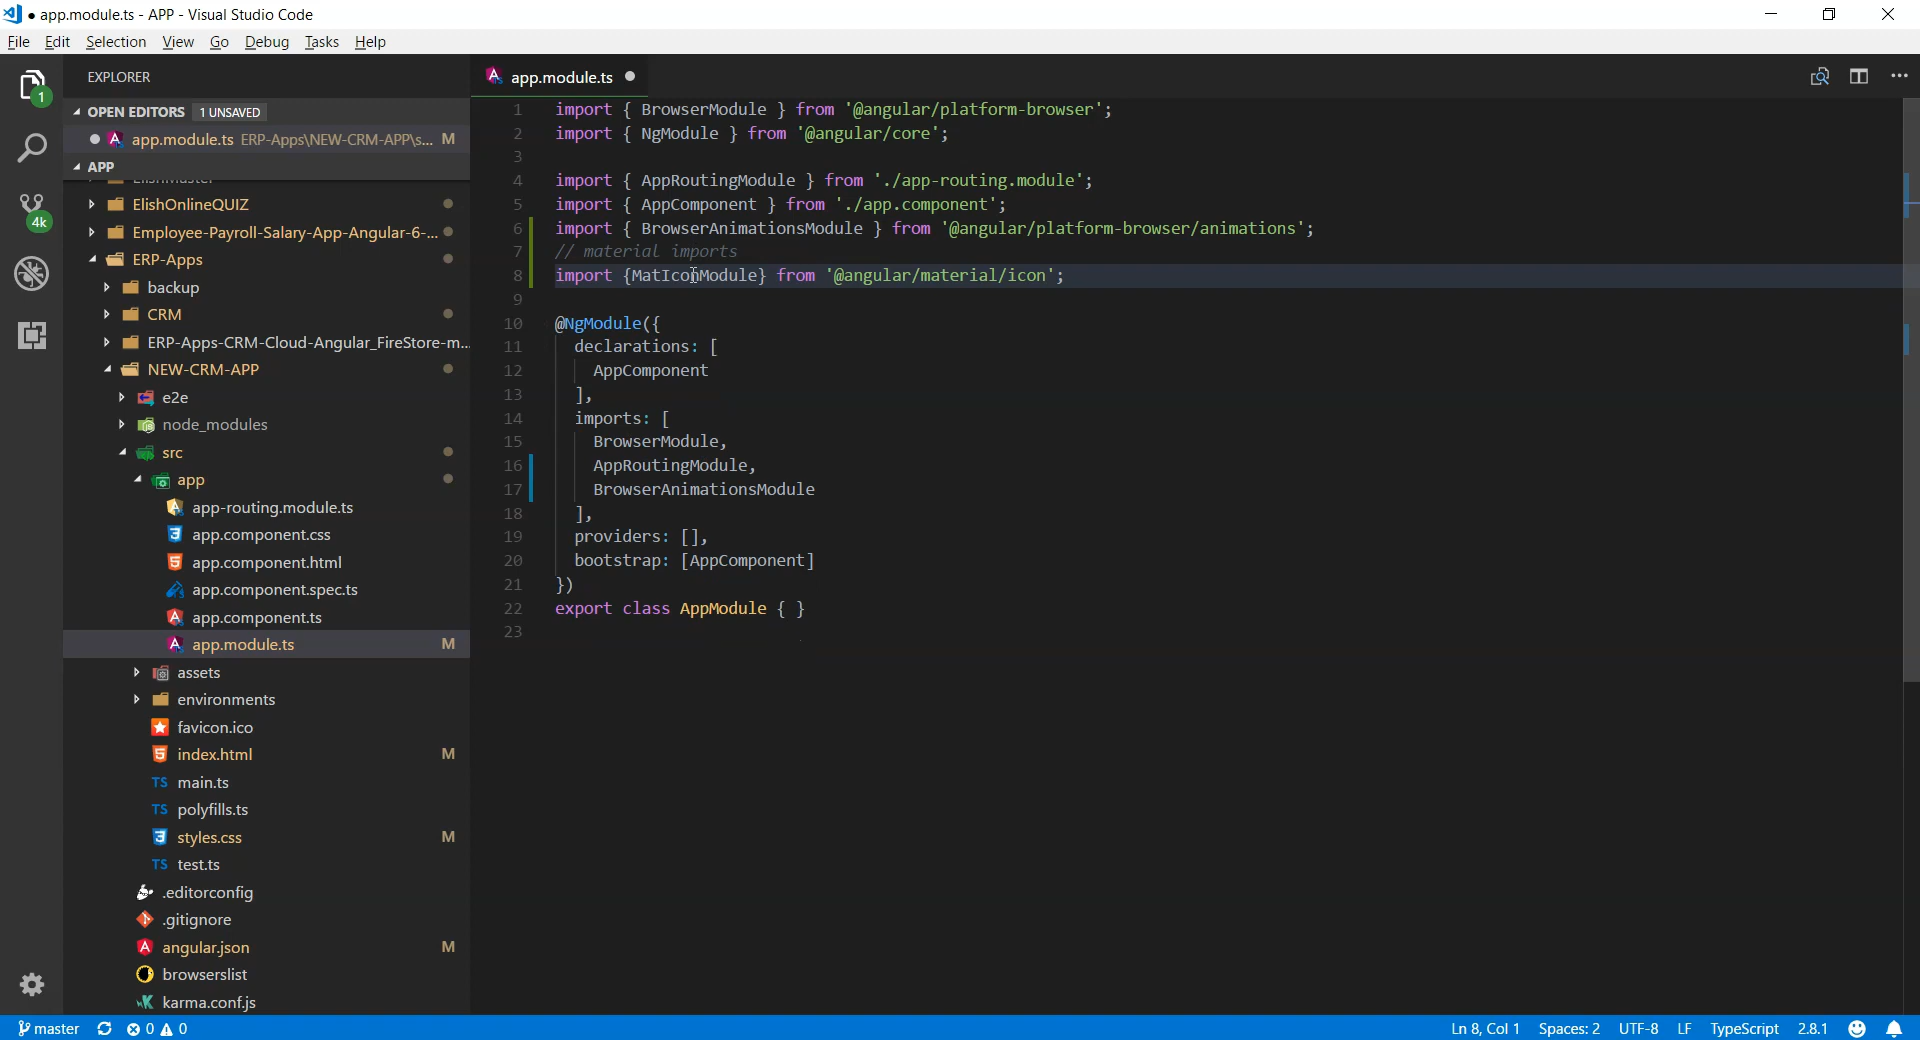 app.module.ts - APP - Visual Studio Code
File Edit Selection View Go Debug Tasks Help
EXPLORER
OPEN EDITORS 1 UNSAVED
app.module.ts ERP-Apps\NEW-CRM-APP\s... M
APP
ElishOnlineQUIZ
Employee-Payroll-Salary-App-Angular-6-...
ERP-Apps
backup
CRM
ERP-Apps-CRM-Cloud-Angular_FireStore-m...
NEW-CRM-APP
e2e
node_modules
src
app
app-routing.module.ts
app.component.css
app.component.html
app.component.spec.ts
app.component.ts
app.module.ts M
assets
environments
favicon.ico
index.html M
TS main.ts
TS polyfills.ts
styles.css M
TS test.ts
.editorconfig
.gitignore
angular.json M
browserslist
karma.conf.js
1
4k
app.module.ts
1 import { BrowserModule } from '@angular/platform-browser';
2 import { NgModule } from '@angular/core';
3
4 import { AppRoutingModule } from './app-routing.module';
5 import { AppComponent } from './app.component';
6 import { BrowserAnimationsModule } from '@angular/platform-browser/animations';
7 // material imports
8 import {MatIconModule} from '@angular/material/icon';
9
10 @NgModule({
11 declarations: [
12 AppComponent
13 ],
14 imports: [
15 BrowserModule,
16 AppRoutingModule,
17 BrowserAnimationsModule
18 ],
19 providers: [],
20 bootstrap: [AppComponent]
21 })
22 export class AppModule { }
23
master 0 0 Ln 8, Col 1 Spaces: 2 UTF-8 LF TypeScript 2.8.1